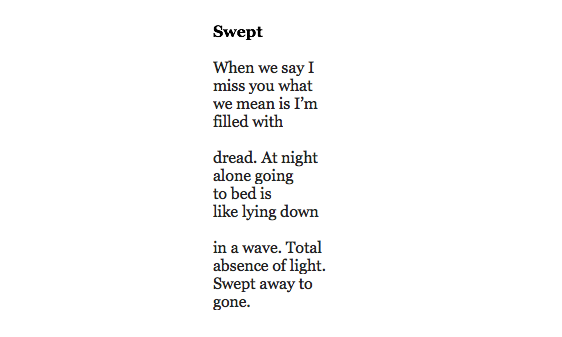 Swept
When we say I
miss you what
we mean is I’m
filled with
dread. At night
alone going
to bed is
like lying down
in a wave. Total
absence of light.
Swept away to
gone.